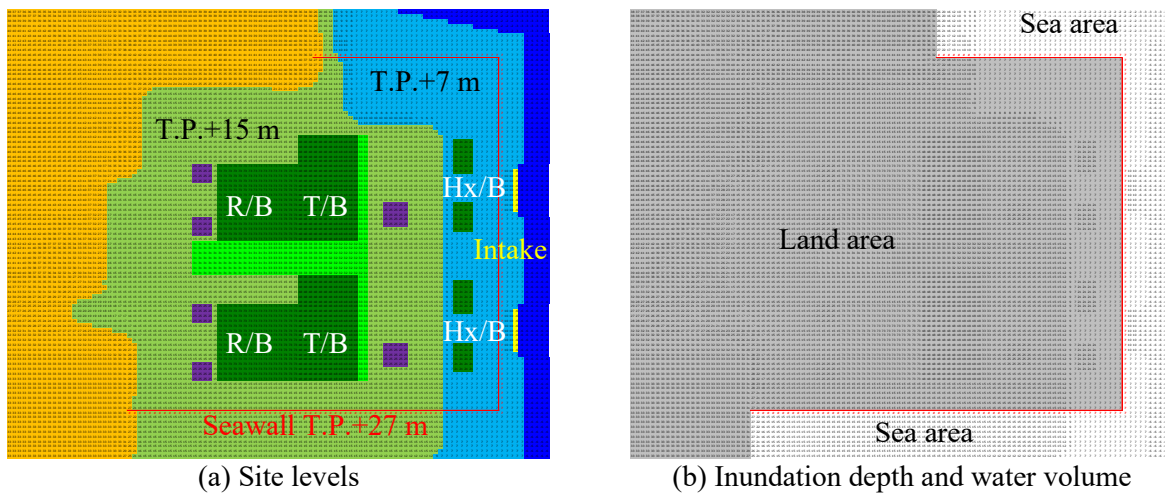 Sea area
T.P.+7 m
T.P.+15 m
Hx/B
R/B T/B
Land area
Intake
Hx/B
R/B T/B
Seawall T.P.+27 m
Sea area
(a) Site levels
(b) Inundation depth and water volume